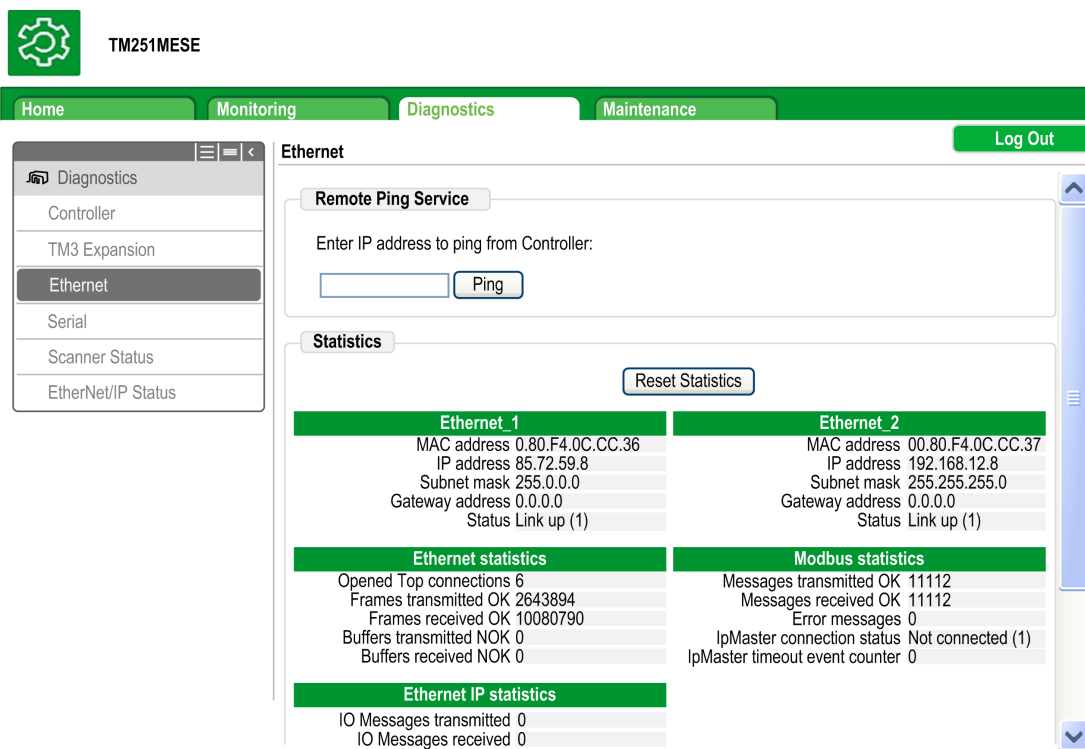 TM251MESE
Home
Monitoring
Diagnostics
Maintenance
Log Out
Diagnostics
Controller
TM3 Expansion
Ethernet
Serial
Scanner Status
EtherNet/IP Status
Ethernet
Remote Ping Service
Enter IP address to ping from Controller:
Ping
Statistics
Reset Statistics
Ethernet_1
MAC address 0.80.F4.0C.CC.36
IP address 85.72.59.8
Subnet mask 255.0.0.0
Gateway address 0.0.0.0
Status Link up (1)
Ethernet_2
MAC address 00.80.F4.0C.CC.37
IP address 192.168.12.8
Subnet mask 255.255.255.0
Gateway address 0.0.0.0
Status Link up (1)
Ethernet statistics
Opened Top connections 6
Frames transmitted OK 2643894
Frames received OK 10080790
Buffers transmitted NOK 0
Buffers received NOK 0
Modbus statistics
Messages transmitted OK 11112
Messages received OK 11112
Error messages 0
IpMaster connection status Not connected (1)
IpMaster timeout event counter 0
Ethernet IP statistics
IO Messages transmitted 0
IO Messages received 0